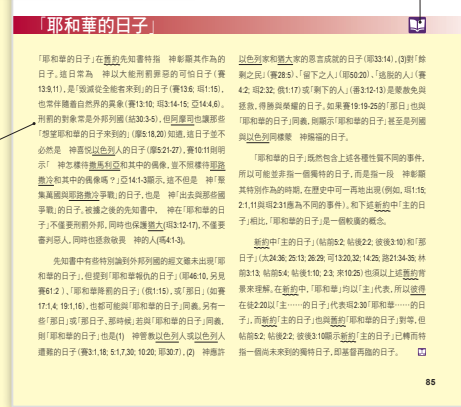 「耶和華的日子」
「耶和華的日子」在舊約先知書特指　神彰顯其作為的
日子。這日常為　神以大能刑罰罪惡的可怕日子（賽
13:9,11），是「毀滅從全能者來到」的日子（賽13:6; 珥1:15），
也常伴隨着自然界的異象（賽13:10; 珥3:14-15; 亞14:4,6）。
刑罰的對象常是外邦列國（結30:3-5），但阿摩司也讓那些
「想望耶和華的日子來到的」（摩5:18,20）知道，這日子並不
必然是　神喜悅以色列人的日子（摩5:21-27），賽10:11則明
示「　神怎樣待撒馬利亞和其中的偶像，豈不照樣待耶路
撒冷和其中的偶像嗎？」亞14:1-3顯示，這不但是　神「聚
集萬國與耶路撒冷爭戰」的日子，也是　神「出去與那些國
爭戰」的日子。被擄之後的先知書中，　神在「耶和華的日
子」不僅要刑罰外邦，同時也保護猶大（珥3:12-17），不僅要
審判惡人，同時也拯救敬畏　神的人（瑪4:1-3）。
先知書中有些特別論到外邦列國的經文雖未出現「耶
和華的日子」，但提到「耶和華報仇的日子」（耶46:10, 另見
賽61:2），「耶和華降罰的日子」（俄1:15），或「那日」（如賽
17:1,4; 19:1,16），也都可能與「耶和華的日子」同義。另有一
些「那日」或「那日子、那時候」若與「耶和華的日子」同義，
則「耶和華的日子」也是(1)　神管教以色列人或以色列人
遭難的日子（賽3:1,18; 5:1,7,30; 10:20; 耶30:7），(2)　神應許
以色列家和猶大家的恩言成就的日子（耶33:14），(3)對「餘
剩之民」（賽28:5）、「留下之人」（耶50:20）、「逃脫的人」（賽
4:2; 珥2:32; 俄1:17）或「剩下的人」（番3:12-13）是蒙赦免與
拯救，得勝與榮耀的日子。如果賽19:19-25的「那日」也與
「耶和華的日子」同義，則顯示「耶和華的日子」甚至是列國
與以色列同樣蒙　神賜福的日子。
「耶和華的日子」既然包含上述各種性質不同的事件，
所以可能並非指一個獨特的日子，而是指一段　神彰顯
其特別作為的時期，在歷史中可一再地出現（例如，珥1:15;
2:1,11與珥2:31應為不同的事件）。和下述新約中「主的日
子」相比，「耶和華的日子」是一個較廣的概念。
新約中「主的日子」（帖前5:2; 帖後2:2; 彼後3:10）和「那
日子」（太24:36; 25:13; 26:29; 可13:20,32; 14:25; 路21:34-35; 林
前3:13; 帖前5:4; 帖後1:10; 2:3; 來10:25）也須以上述舊約背
景來理解。在新約中，「耶和華」均以「主」代表，所以彼得
在徒2:20以「主⋯⋯的日子」代表珥2:30「耶和華⋯⋯的日
子」，而新約「主的日子」也與舊約「耶和華的日子」對等，但
帖前5:2; 帖後2:2; 彼後3:10顯示新約「主的日子」已轉而特
指一個尚未來到的獨特日子，即基督再臨的日子。
85